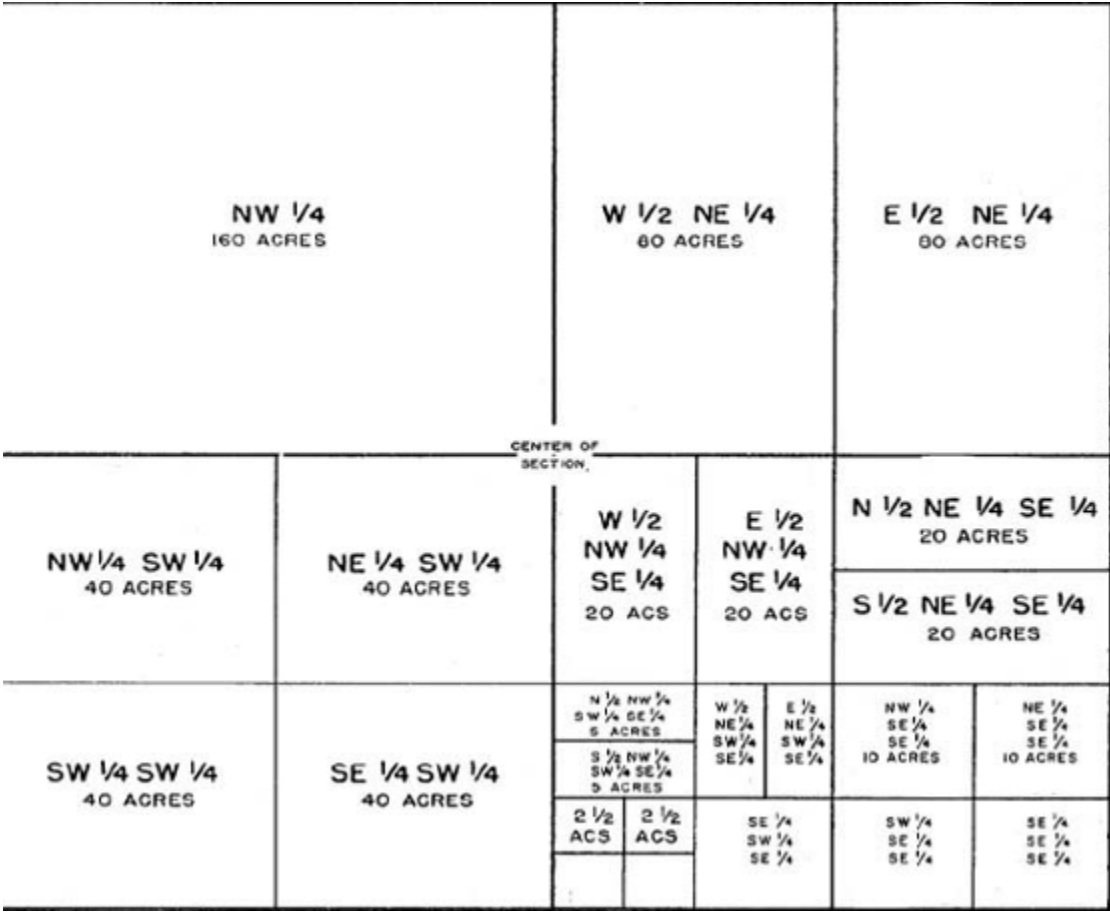 NW 1/4
160 ACRES
W 1/2 NE 1/4
80 ACRES
E 1/2 NE 1/4
80 ACRES
CENTER OF
SECTION
NW 1/4 SW 1/4
40 ACRES
NE 1/4 SW 1/4
40 ACRES
W 1/2
NW 1/4
SE 1/4
20 ACS
E 1/2
NW 1/4
SE 1/4
20 ACS
N 1/2 NE 1/4 SE 1/4
20 ACRES
S 1/2 NE 1/4 SE 1/4
20 ACRES
SW 1/4 SW 1/4
40 ACRES
SE 1/4 SW 1/4
40 ACRES
N 1/2 NW 1/4
SW 1/4 SE 1/4
5 ACRES
S 1/2 NW 1/4
SW 1/4 SE 1/4
5 ACRES
2 1/2
ACS
2 1/2
ACS
W 1/2
NE 1/4
SW 1/4
SE 1/4
E 1/2
NE 1/4
SW 1/4
SE 1/4
SE 1/4
SW 1/4
SE 1/4
NW 1/4
SE 1/4
SE 1/4
10 ACRES
NE 1/4
SE 1/4
SE 1/4
10 ACRES
SW 1/4
SE 1/4
SE 1/4
SE 1/4
SE 1/4
SE 1/4